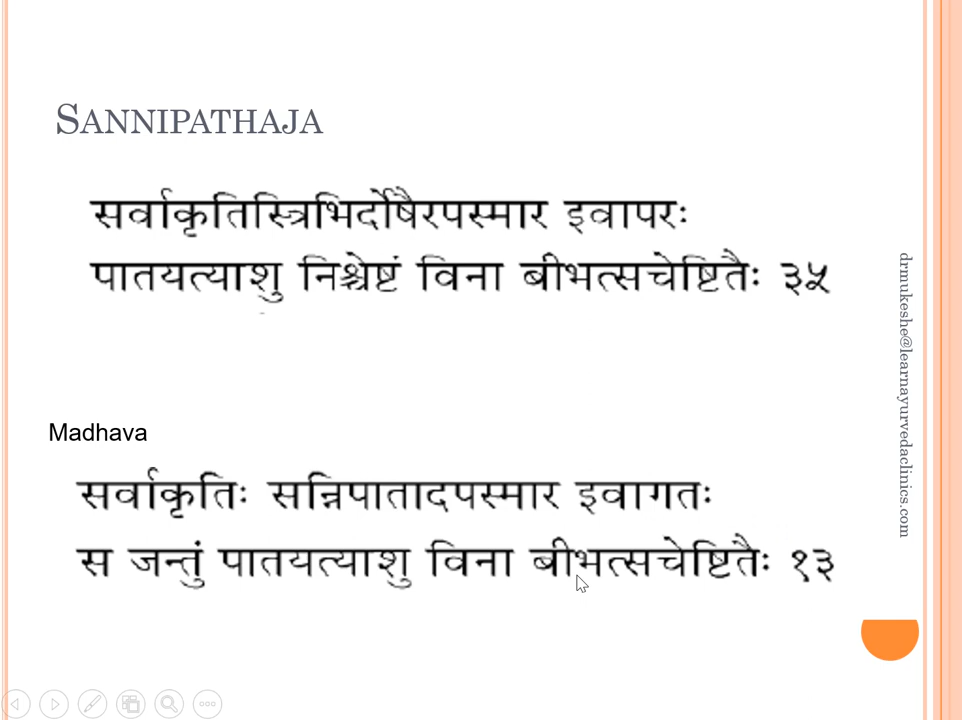 SANNIPATHAJA
सर्वाकृतिस्त्रिभिर्दोषैरपस्मार इवापरः
पातयत्याशु निश्चेष्टं विना बीभत्सचेष्टितैः ३५
Madhava
सर्वाकृतिः सन्निपातादपस्मार इवागतः
स जन्तुं पातयत्याशु विना बीभत्सचेष्टितैः १३
drmukeshe@learnayurvedaclinics.com